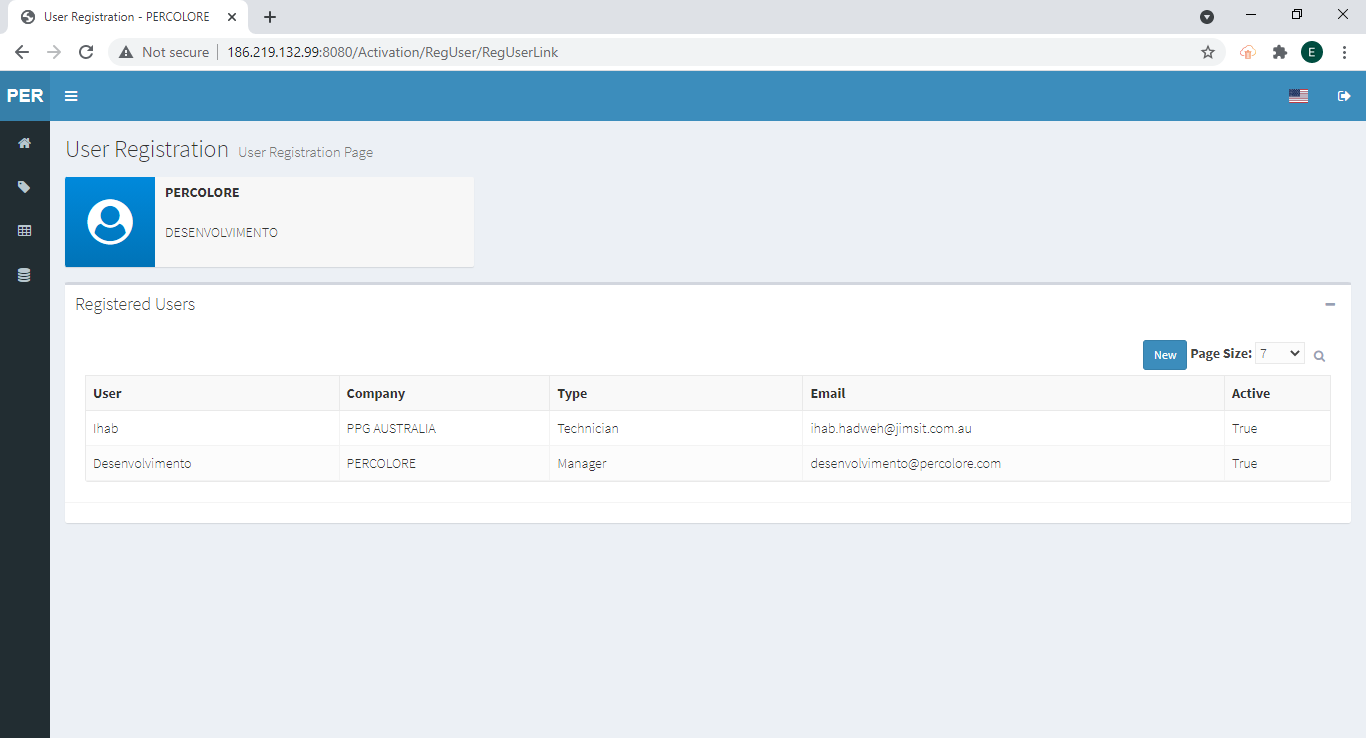 User Registration - PERCOLORE
Not secure 186.219.132.99:8080/Activation/RegUser/RegUserLink
E
PER
User Registration User Registration Page
PERCOLORE
DESENVOLVIMENTO
Registered Users
New Page Size: 7
User Company Type Email Active
Ihab PPG AUSTRALIA Technician ihab.hadweh@jimsit.com.au True
Desenvolvimento PERCOLORE Manager desenvolvimento@percolore.com True